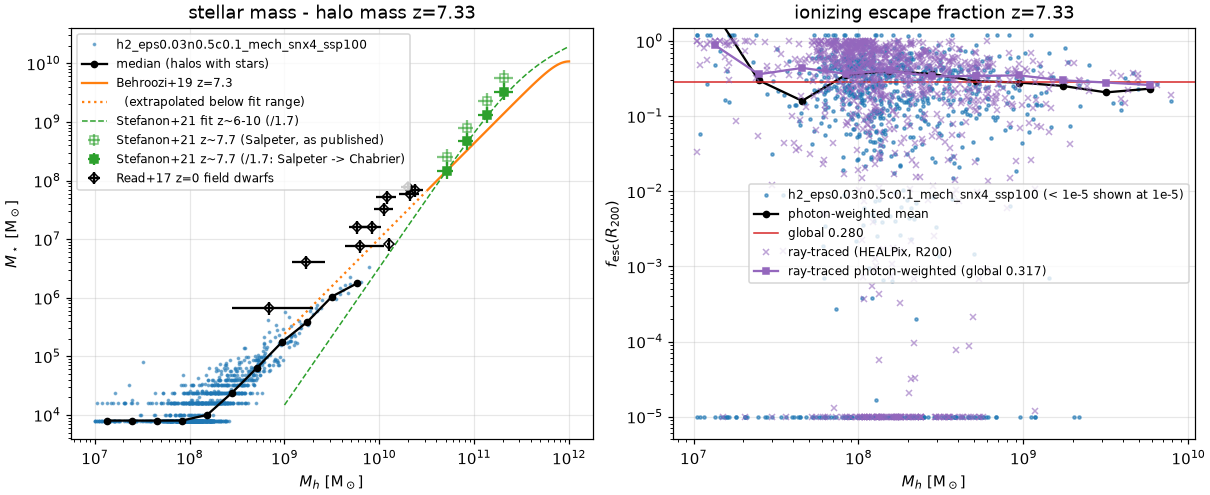 stellar mass - halo mass z=7.33
h2_eps0.03n0.5c0.1_mech_snx4_ssp100
median (halos with stars)
Behroozi+19 z=7.3
(extrapolated below fit range)
Stefanon+21 fit z~6-10 (/1.7)
Stefanon+21 z~7.7 (Salpeter, as published)
Stefanon+21 z~7.7 (/1.7: Salpeter -> Chabrier)
Read+17 z=0 field dwarfs
10^10
10^9
10^8
10^7
10^6
10^5
10^4
M⋆ [M⊙]
10^7 10^8 10^9 10^10 10^11 10^12
M_h [M⊙]
ionizing escape fraction z=7.33
10^0
10^−1
10^−2
10^−3
10^−4
10^−5
f_esc(R_200)
h2_eps0.03n0.5c0.1_mech_snx4_ssp100 (< 1e-5 shown at 1e-5)
photon-weighted mean
global 0.280
ray-traced (HEALPix, R200)
ray-traced photon-weighted (global 0.317)
10^7 10^8 10^9 10^10
M_h [M⊙]